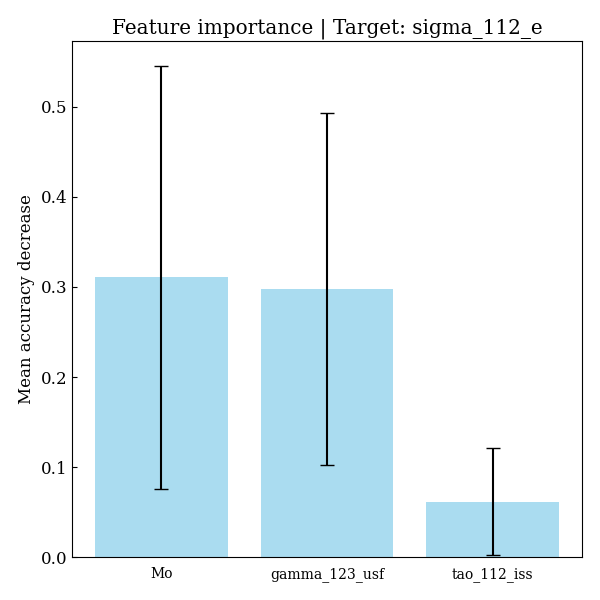 Feature importance | Target: sigma_112_e
Mean accuracy decrease
0.5
0.4
0.3
0.2
0.1
0.0
Mo
gamma_123_usf
tao_112_iss